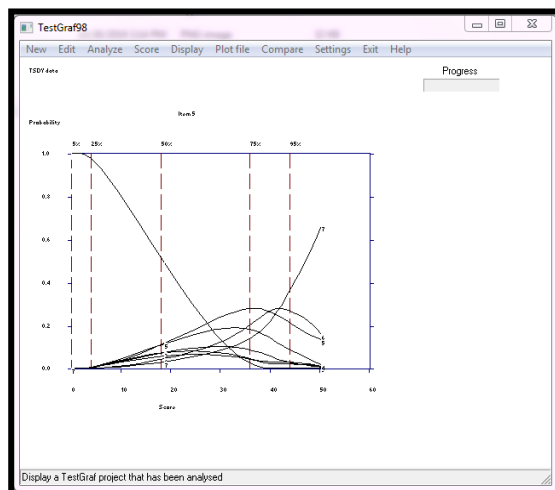 TestGraf98
New Edit Analyze Score Display Plot file Compare Settings Exit Help
TSDY data
Progress
Item 5
Probability
5% 25% 50% 75% 95%
1.0
0.8
7
0.6
0.4
0.2
6
5
0.0
0 10 20 30 40 50 60
Score
Display a TestGraf project that has been analysed